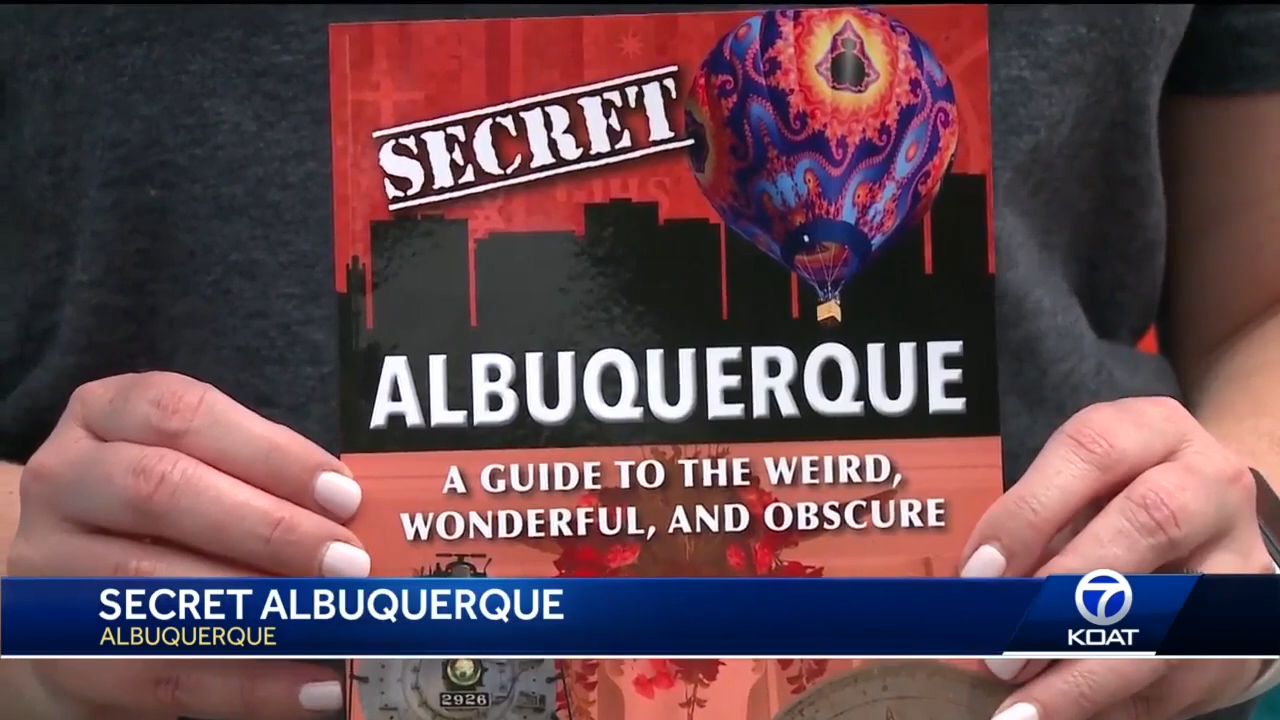 SECRET
ALBUQUERQUE
A GUIDE TO THE WEIRD,
WONDERFUL, AND OBSCURE
SECRET ALBUQUERQUE
ALBUQUERQUE
7
KOAT
2926